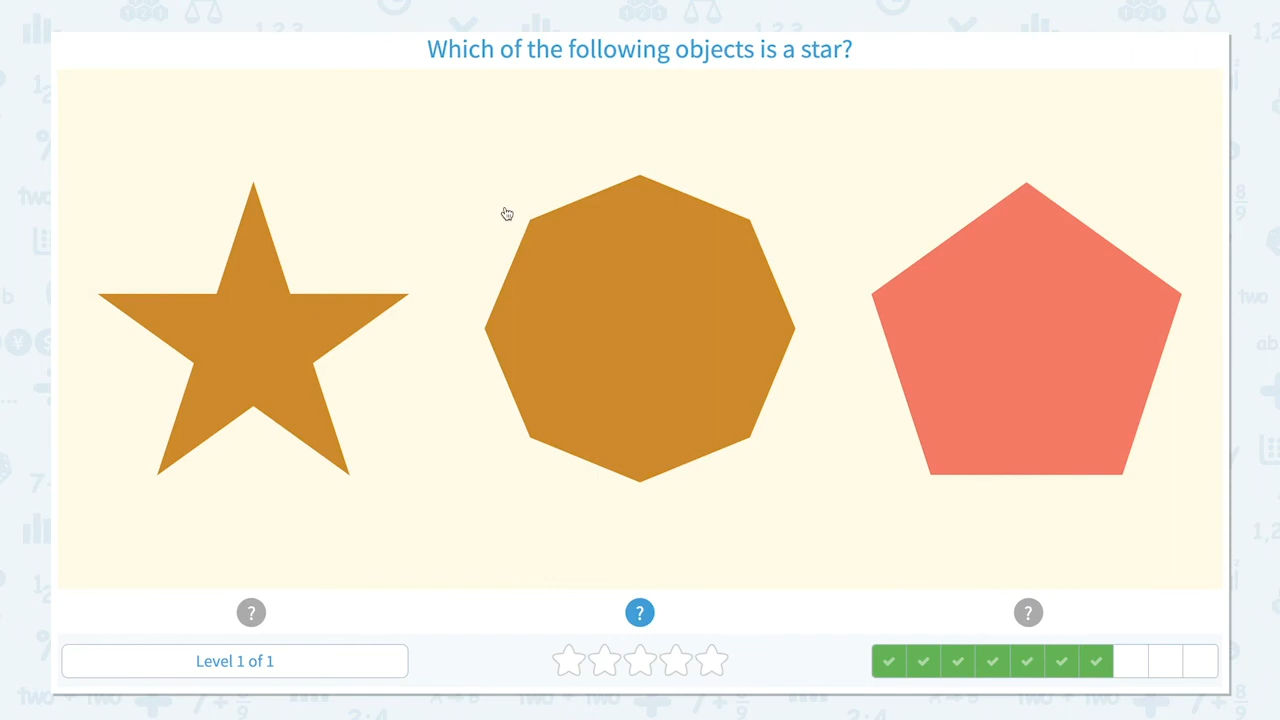 Which of the following objects is a star?
? ? ?
Level 1 of 1